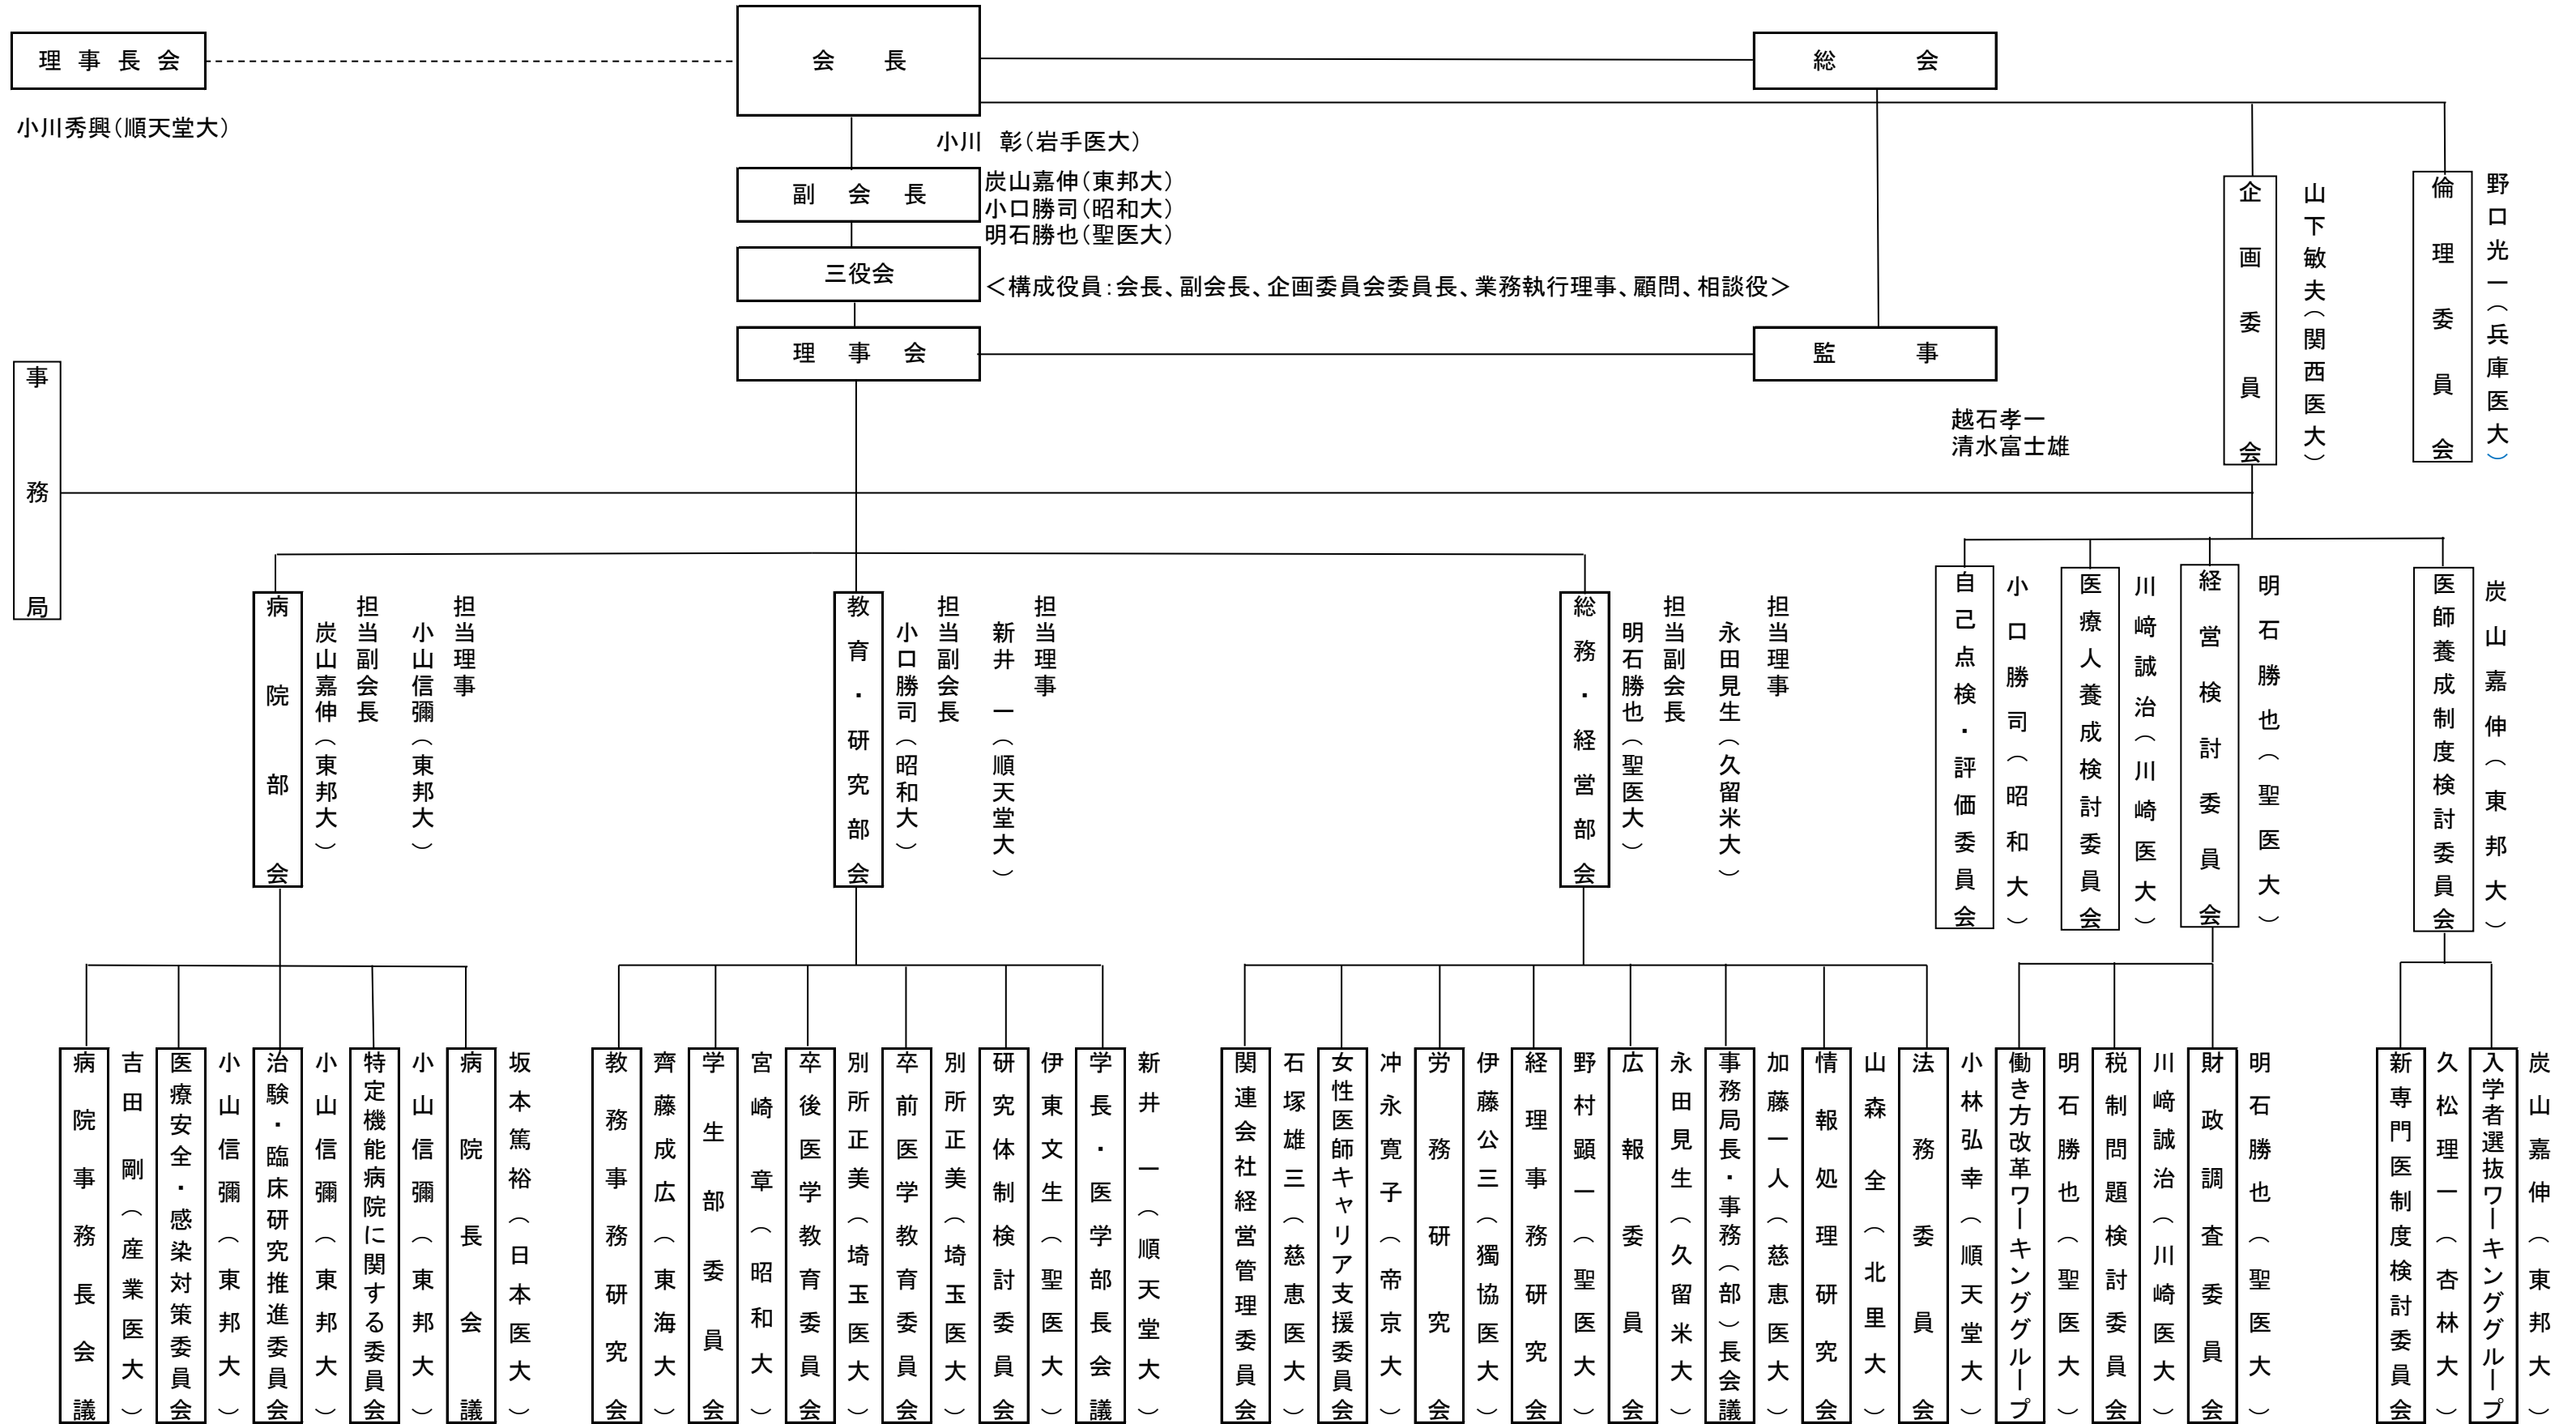 理事長会
会長
総会
小川秀興(順天堂大)
小川　彰(岩手医大)
副会長
炭山嘉伸(東邦大)
小口勝司(昭和大)
明石勝也(聖医大)
三役会
＜構成役員:会長、副会長、企画委員会委員長、業務執行理事、顧問、相談役＞
理事会
監事
越石孝一
清水富士雄
企画委員会
山下敏夫(関西医大)
倫理委員会
野口光一(兵庫医大)
事務局
病院部会
炭山嘉伸(東邦大)
担当副会長
小山信彌(東邦大)
担当理事
教育・研究部会
小口勝司(昭和大)
担当副会長
新井　一(順天堂大)
担当理事
総務・経営部会
明石勝也(聖医大)
担当副会長
永田見生(久留米大)
担当理事
自己点検・評価委員会
小口勝司(昭和大)
医療人養成検討委員会
川﨑誠治(川崎医大)
経営検討委員会
明石勝也(聖医大)
医師養成制度検討委員会
炭山嘉伸(東邦大)
病院事務長会議
吉田　剛(産業医大)
医療安全・感染対策委員会
小山信彌(東邦大)
治験・臨床研究推進委員会
小山信彌(東邦大)
特定機能病院に関する委員会
小山信彌(東邦大)
病院長会議
坂本篤裕(日本医大)
教務事務研究会
齊藤成広(東海大)
学生部委員会
宮崎　章(昭和大)
卒後医学教育委員会
別所正美(埼玉医大)
卒前医学教育委員会
別所正美(埼玉医大)
研究体制検討委員会
伊東文生(聖医大)
学長・医学部長会議
新井　一(順天堂大)
関連会社経営管理委員会
石塚雄三(慈恵医大)
女性医師キャリア支援委員会
冲永寛子(帝京大)
労務研究会
伊藤公三(獨協医大)
経理事務研究会
野村顕一(聖医大)
広報委員会
永田見生(久留米大)
事務局長・事務(部)長会議
加藤一人(慈恵医大)
情報処理研究会
山森全(北里大)
法務委員会
小林弘幸(順天堂大)
働き方改革ワーキンググループ
明石勝也(聖医大)
税制問題検討委員会
川﨑誠治(川崎医大)
財政調査委員会
明石勝也(聖医大)
新専門医制度検討委員会
久松理一(杏林大)
入学者選抜ワーキンググループ
炭山嘉伸(東邦大)